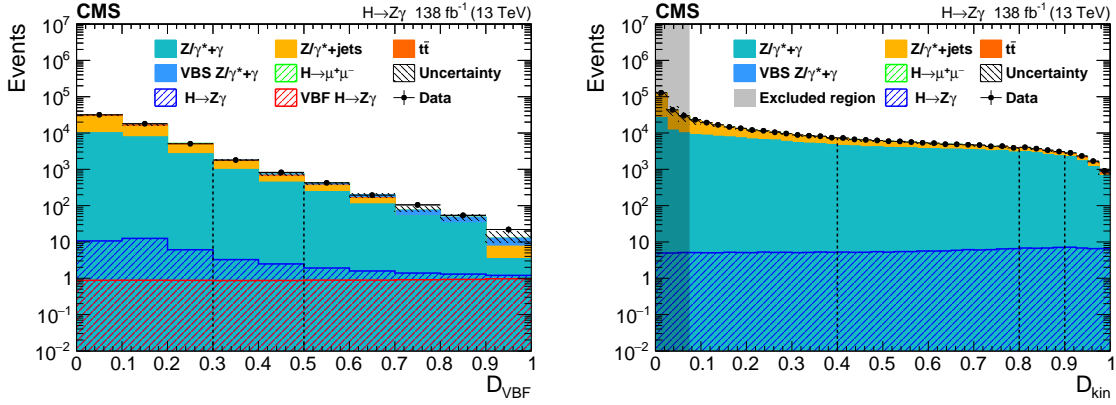 CMS H→Zγ 138 fb⁻¹ (13 TeV)
Events
10⁷
10⁶
10⁵
10⁴
10³
10²
10
1
10⁻¹
10⁻²
Z/γ*+γ Z/γ*+jets tt̄
VBS Z/γ*+γ H→μ⁺μ⁻ Uncertainty
H→Zγ VBF H→Zγ Data
0 0.1 0.2 0.3 0.4 0.5 0.6 0.7 0.8 0.9 1
D_VBF
CMS H→Zγ 138 fb⁻¹ (13 TeV)
Events
10⁷
10⁶
10⁵
10⁴
10³
10²
10
1
10⁻¹
10⁻²
Z/γ*+γ Z/γ*+jets tt̄
VBS Z/γ*+γ H→μ⁺μ⁻ Uncertainty
Excluded region H→Zγ Data
0 0.1 0.2 0.3 0.4 0.5 0.6 0.7 0.8 0.9 1
D_kin